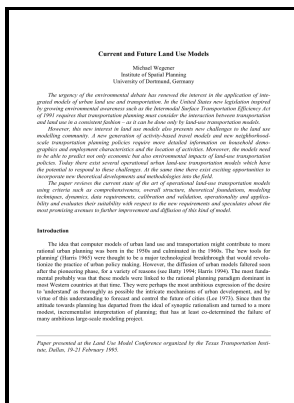 Current and Future Land Use Models
Michael Wegener
Institute of Spatial Planning
University of Dortmund, Germany
The urgency of the environmental debate has renewed the interest in the application of inte-
grated models of urban land use and transportation. In the United States new legislation inspired
by growing environmental awareness such as the Intermodal Surface Transportation Efficiency Act
of 1991 requires that transportation planning must consider the interaction between transportation
and land use in a consistent fashion – as it can be done only by land-use transportation models.
However, this new interest in land use models also presents new challenges to the land use
modelling community. A new generation of activity-based travel models and new neighborhood-
scale transportation planning policies require more detailed information on household demo-
graphics and employment characteristics and the location of activities. Moreover, the models need
to be able to predict not only economic but also environmental impacts of land-use transportation
policies. Today there exist several operational urban land-use transportation models which have
the potential to respond to these challenges. At the same time there exist exciting opportunities to
incorporate new theoretical developments and methodologies into the field.
The paper reviews the current state of the art of operational land-use transportation models
using criteria such as comprehensiveness, overall structure, theoretical foundations, modeling
techniques, dynamics, data requirements, calibration and validation, operationality and applica-
bility and evaluates their suitability with respect to the new requirements and speculates about the
most promising avenues to further improvement and diffusion of this kind of model.
Introduction
The idea that computer models of urban land use and transportation might contribute to more
rational urban planning was born in the 1950s and culminated in the 1960s. The 'new tools for
planning' (Harris 1965) were thought to be a major technological breakthrough that would revolu-
tionize the practice of urban policy making. However, the diffusion of urban models faltered soon
after the pioneering phase, for a variety of reasons (see Batty 1994; Harris 1994). The most funda-
mental probably was that these models were linked to the rational planning paradigm dominant in
most Western countries at that time. They were perhaps the most ambitious expression of the desire
to 'understand' as thoroughly as possible the intricate mechanisms of urban development, and by
virtue of this understanding to forecast and control the future of cities (Lee 1973). Since then the
attitude towards planning has departed from the ideal of synoptic rationalism and turned to a more
modest, incrementalist interpretation of planning; that has at least co-determined the failure of
many ambitious large-scale modeling projects.
Paper presented at the Land Use Model Conference organized by the Texas Transportation Insti-
tute, Dallas, 19-21 February 1995.